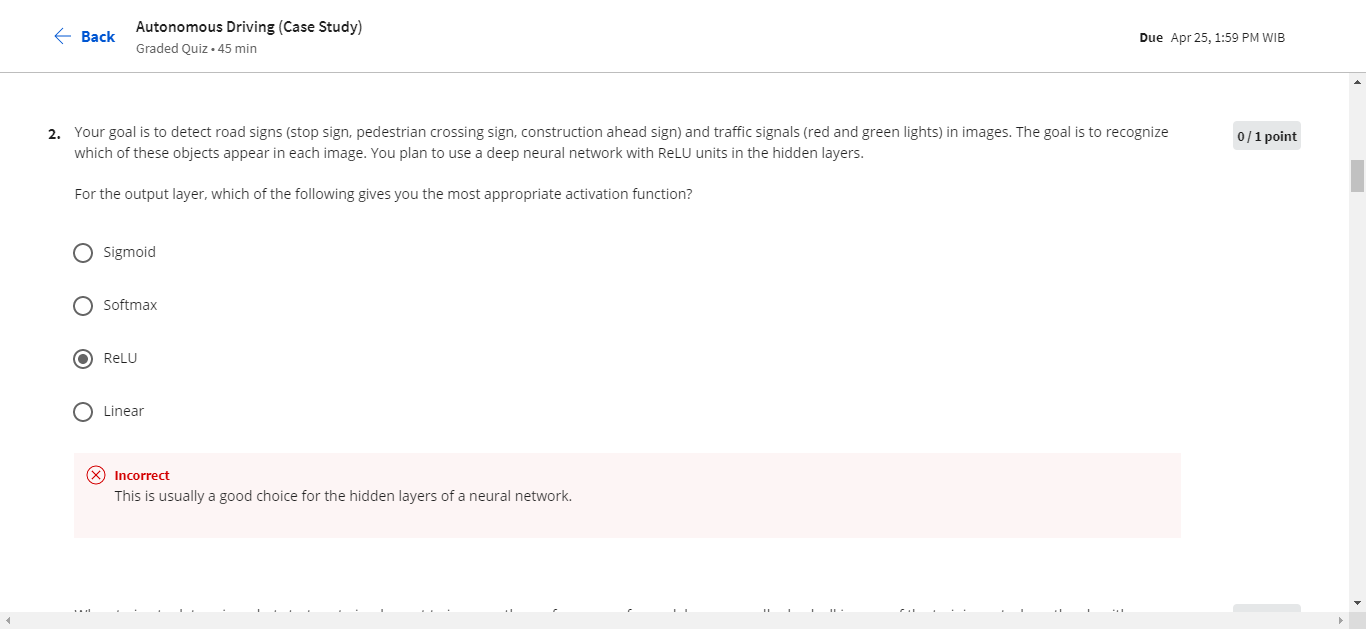 Back
Autonomous Driving (Case Study)
Graded Quiz • 45 min
Due Apr 25, 1:59 PM WIB
2. Your goal is to detect road signs (stop sign, pedestrian crossing sign, construction ahead sign) and traffic signals (red and green lights) in images. The goal is to recognize
which of these objects appear in each image. You plan to use a deep neural network with ReLU units in the hidden layers.
0 / 1 point
For the output layer, which of the following gives you the most appropriate activation function?
Sigmoid
Softmax
ReLU
Linear
Incorrect
This is usually a good choice for the hidden layers of a neural network.